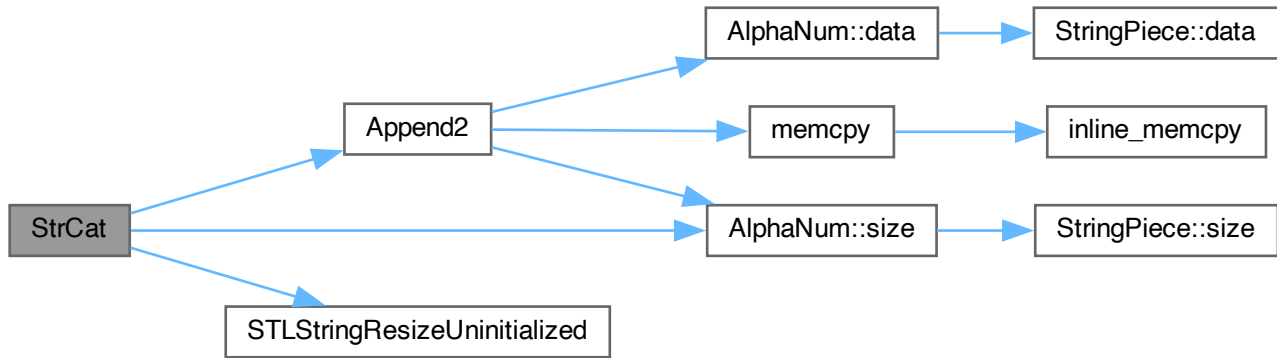 AlphaNum::data
StringPiece::data
Append2
memcpy
inline_memcpy
StrCat
AlphaNum::size
StringPiece::size
STLStringResizeUninitialized